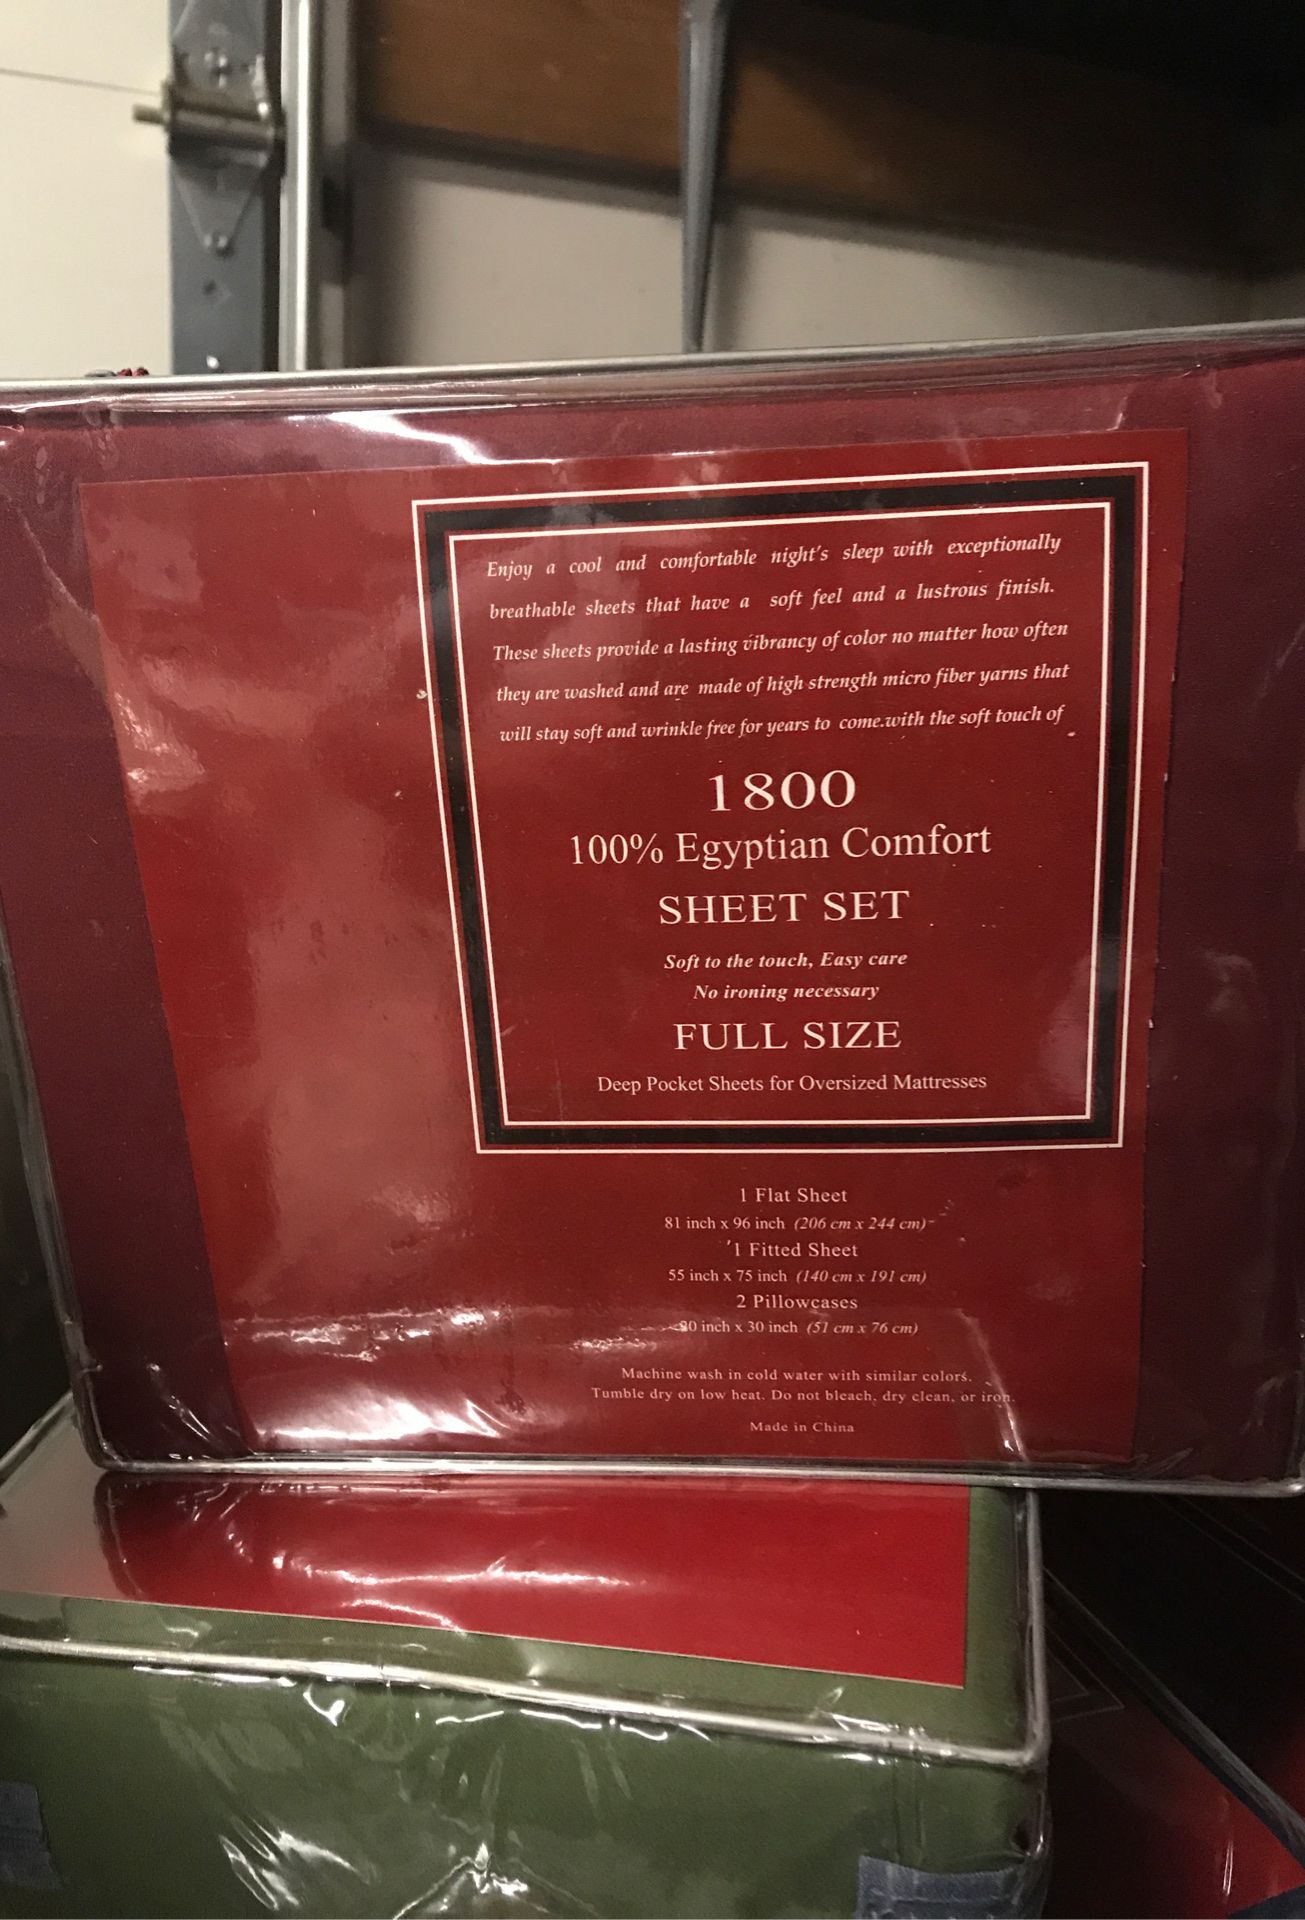 Enjoy a cool and comfortable night's sleep with exceptionally
breathable sheets that have a soft feel and a lustrous finish.
These sheets provide a lasting vibrancy of color no matter how often
they are washed and are made of high strength micro fiber yarns that
will stay soft and wrinkle free for years to come.with the soft touch of
1800
100% Egyptian Comfort
SHEET SET
Soft to the touch, Easy care
No ironing necessary
FULL SIZE
Deep Pocket Sheets for Oversized Mattresses
1 Flat Sheet
81 inch x 96 inch (206 cm x 244 cm)
1 Fitted Sheet
55 inch x 75 inch (140 cm x 191 cm)
2 Pillowcases
20 inch x 30 inch (51 cm x 76 cm)
Machine wash in cold water with similar colors.
Tumble dry on low heat. Do not bleach, dry clean, or iron.
Made in China